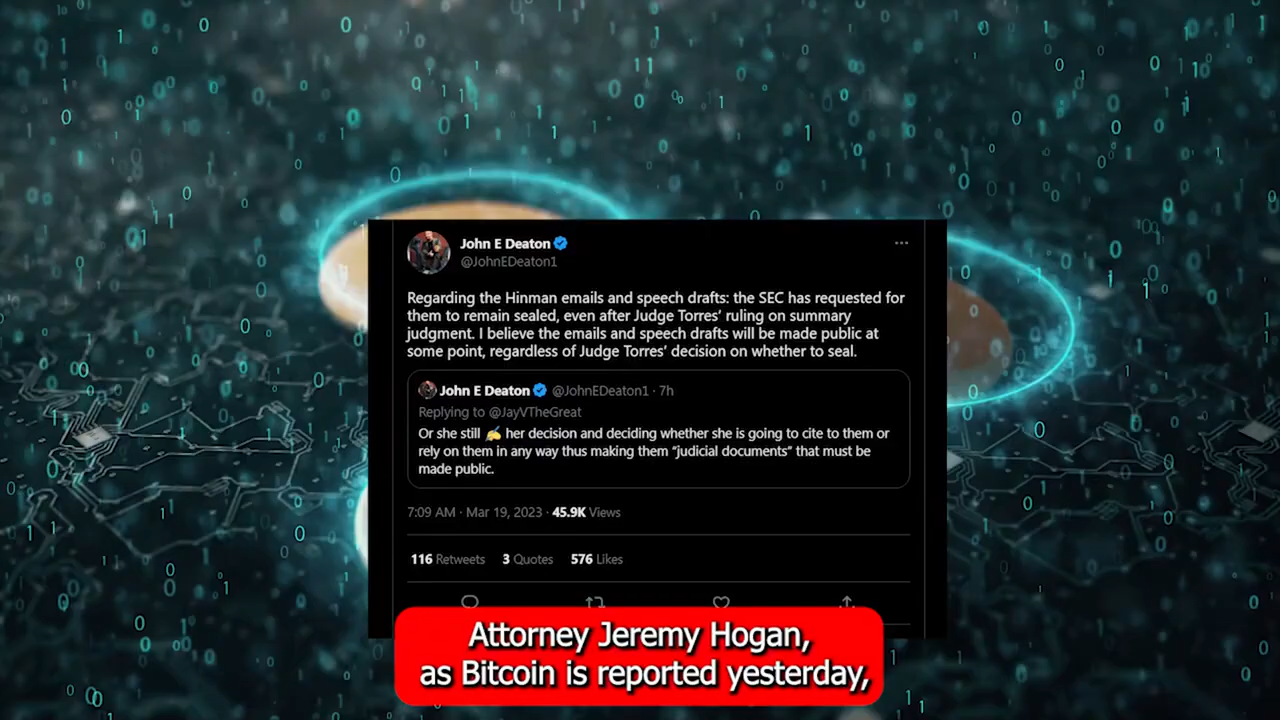 John E Deaton
@JohnEDeaton1
Regarding the Hinman emails and speech drafts: the SEC has requested for
them to remain sealed, even after Judge Torres' ruling on summary
judgment. I believe the emails and speech drafts will be made public at
some point, regardless of Judge Torres' decision on whether to seal.
John E Deaton @JohnEDeaton1 · 7h
Replying to @JayVTheGreat
Or she still ✍️ her decision and deciding whether she is going to cite to them or
rely on them in any way thus making them “judicial documents” that must be
made public.
7:09 AM · Mar 19, 2023 · 45.9K Views
116 Retweets 3 Quotes 576 Likes
Attorney Jeremy Hogan,
as Bitcoin is reported yesterday,